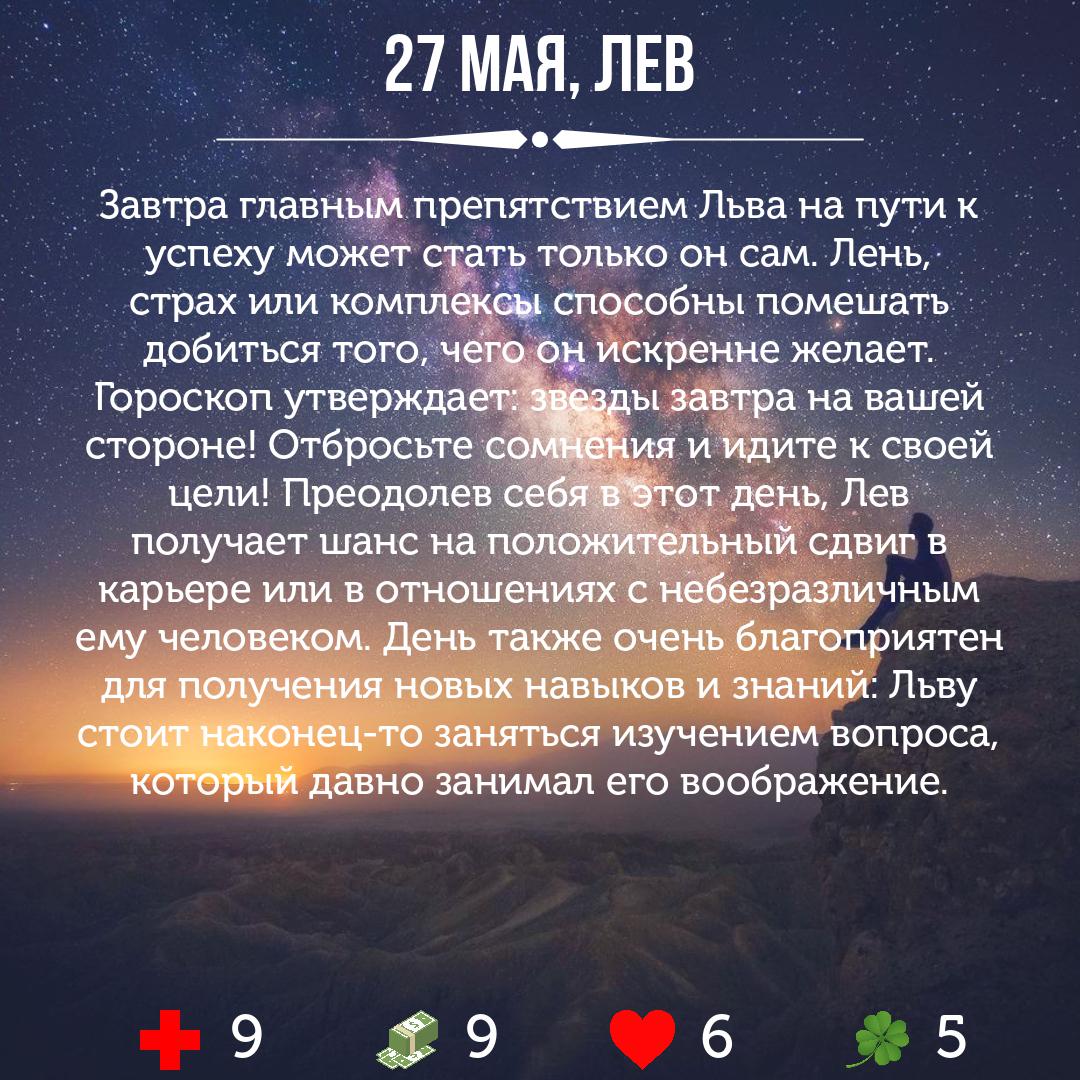 27 МАЯ, ЛЕВ
Завтра главным препятствием Льва на пути к
успеху может стать только он сам. Лень,
страх или комплексы способны помешать
добиться того, чего он искренне желает.
Гороскоп утверждает: звезды завтра на вашей
стороне! Отбросьте сомнения и идите к своей
цели! Преодолев себя в этот день, Лев
получает шанс на положительный сдвиг в
карьере или в отношениях с небезразличным
ему человеком. День также очень благоприятен
для получения новых навыков и знаний: Льву
стоит наконец-то заняться изучением вопроса,
который давно занимал его воображение.
9 9 6 5